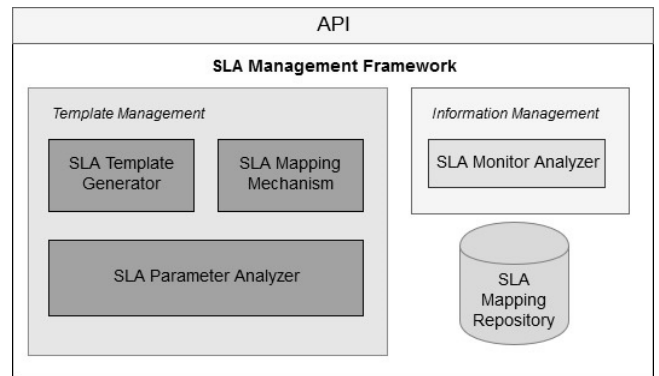 API
SLA Management Framework
Template Management
SLA Template
Generator
SLA Mapping
Mechanism
SLA Parameter Analyzer
Information Management
SLA Monitor Analyzer
SLA
Mapping
Repository